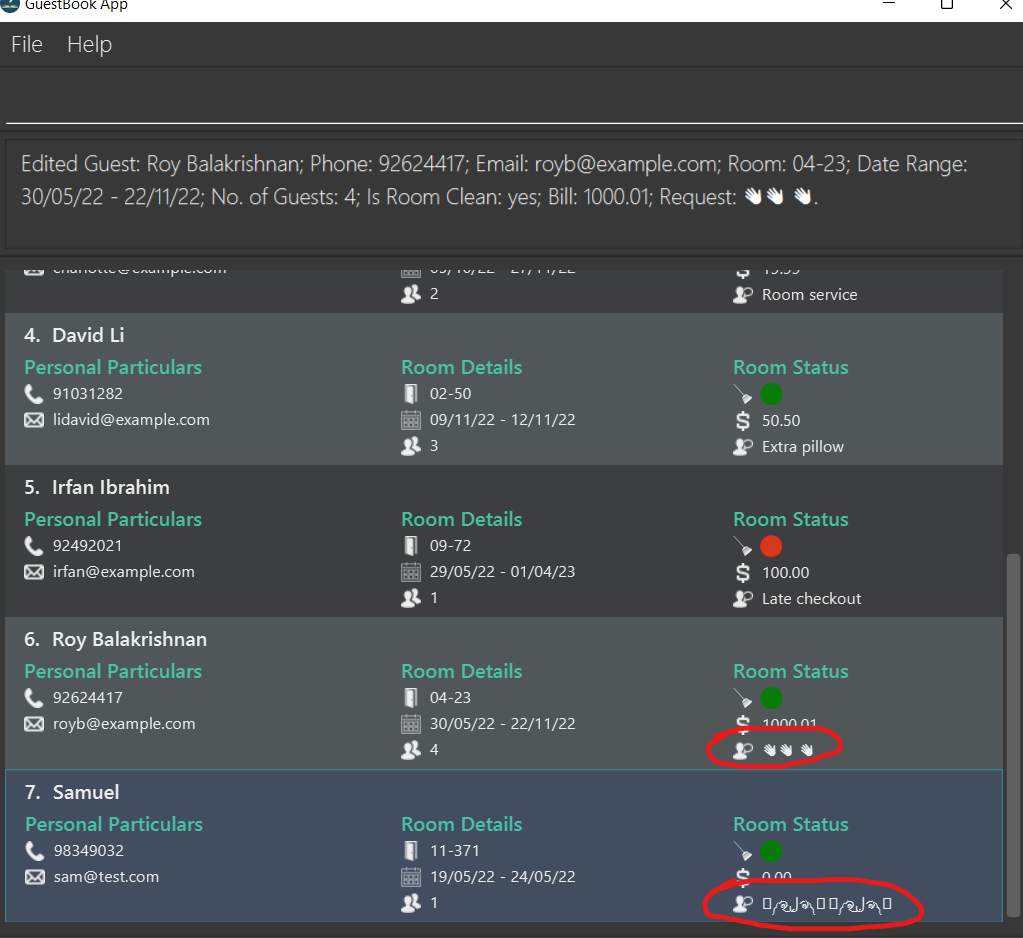 GuestBook App
File Help
Edited Guest: Roy Balakrishnan; Phone: 92624417; Email: royb@example.com; Room: 04-23; Date Range:
30/05/22 - 22/11/22; No. of Guests: 4; Is Room Clean: yes; Bill: 1000.01; Request: 👋👋 👋.
charlotte@example.com
2
Room service
4. David Li
Personal Particulars Room Details Room Status
91031282 02-50
lidavid@example.com 09/11/22 - 12/11/22 $ 50.50
3 Extra pillow
5. Irfan Ibrahim
Personal Particulars Room Details Room Status
92492021 09-72
irfan@example.com 29/05/22 - 01/04/23 $ 100.00
1 Late checkout
6. Roy Balakrishnan
Personal Particulars Room Details Room Status
92624417 04-23
royb@example.com 30/05/22 - 22/11/22 $ 1000.01
4 👋👋 👋
7. Samuel
Personal Particulars Room Details Room Status
98349032 11-371
sam@test.com 19/05/22 - 24/05/22 $ 0.00
1